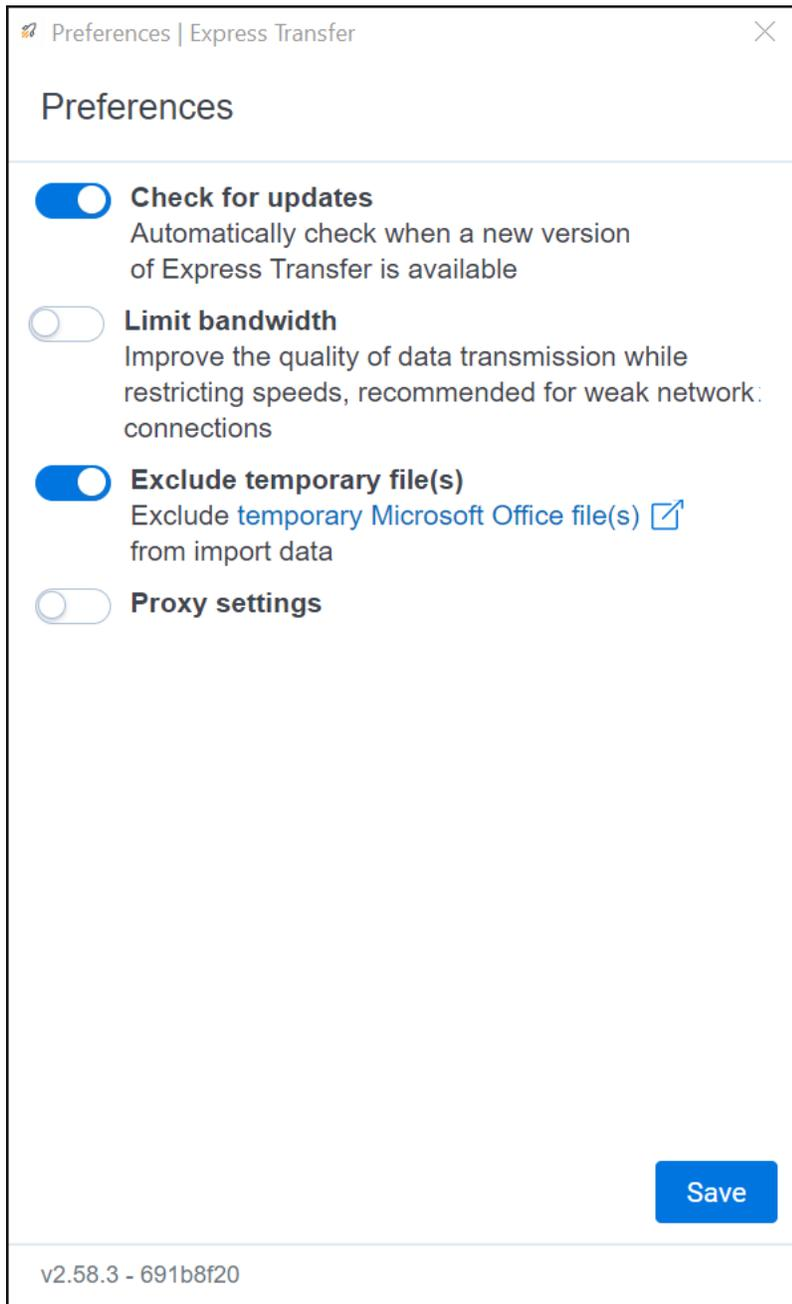 Preferences | Express Transfer
Preferences
Check for updates
Automatically check when a new version
of Express Transfer is available
Limit bandwidth
Improve the quality of data transmission while
restricting speeds, recommended for weak network
connections
Exclude temporary file(s)
Exclude temporary Microsoft Office file(s)
from import data
Proxy settings
Save
v2.58.3 - 691b8f20